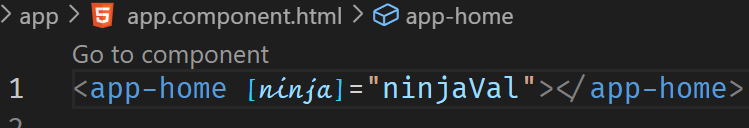 > app > app.component.html > app-home
Go to component
1 <app-home [ninja]="ninjaVal"></app-home>
2